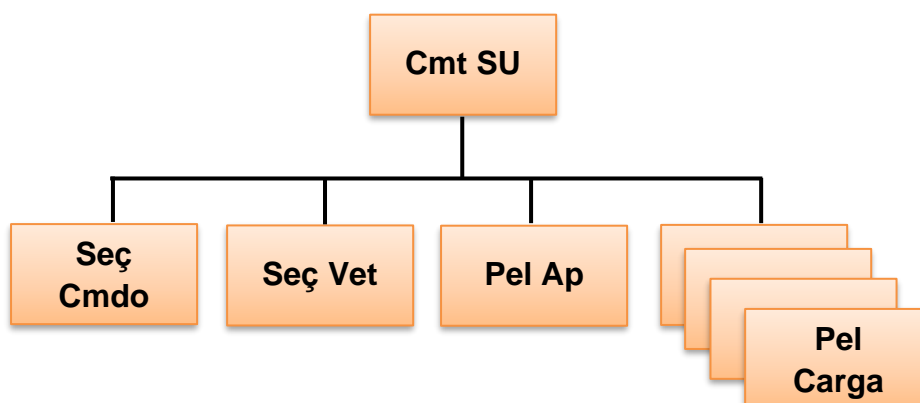 Cmt SU
Seç
Cmdo
Seç Vet
Pel Ap
Pel
Carga